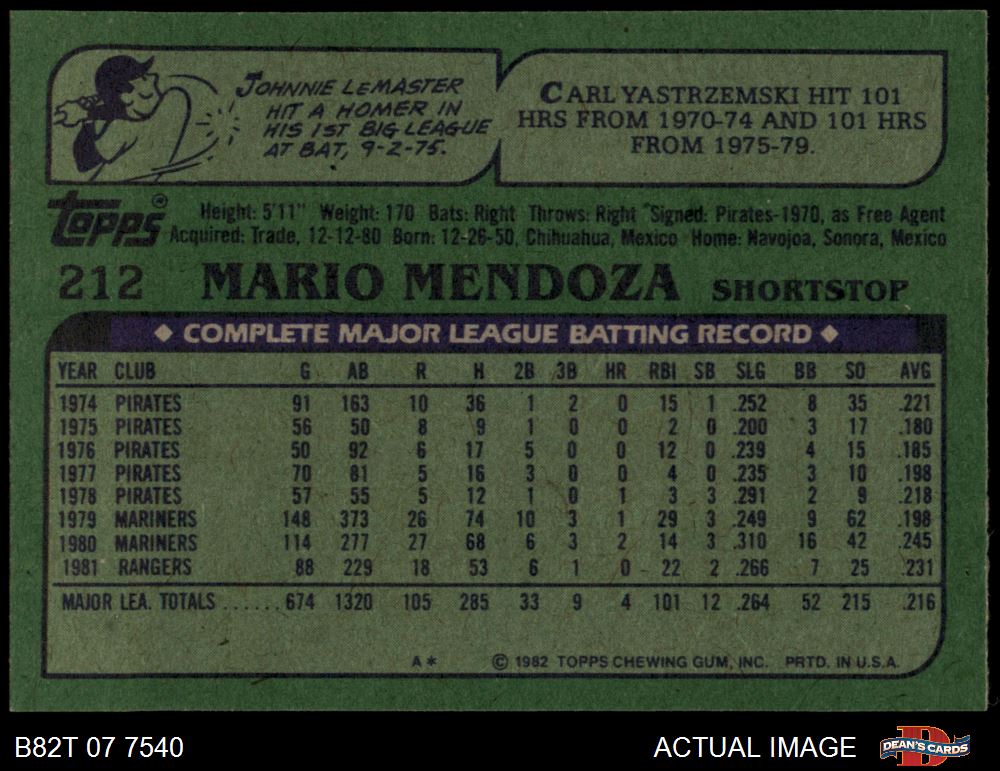 JOHNNIE LEMASTER
HIT A HOMER IN
HIS 1ST BIG LEAGUE
AT BAT, 9-2-75.
CARL YASTRZEMSKI HIT 101
HRS FROM 1970-74 AND 101 HRS
FROM 1975-79.
topps®
Height: 5'11" Weight: 170 Bats: Right Throws: Right Signed: Pirates-1970, as Free Agent
Acquired: Trade, 12-12-80 Born: 12-26-50, Chihuahua, Mexico Home: Navojoa, Sonora, Mexico
212 MARIO MENDOZA SHORTSTOP
◆ COMPLETE MAJOR LEAGUE BATTING RECORD ◆
YEAR CLUB G AB R H 2B 3B HR RBI SB SLG BB SO AVG
1974 PIRATES 91 163 10 36 1 2 0 15 1 .252 8 35 .221
1975 PIRATES 56 50 8 9 1 0 0 2 0 .200 3 17 .180
1976 PIRATES 50 92 6 17 5 0 0 12 0 .239 4 15 .185
1977 PIRATES 70 81 5 16 3 0 0 4 0 .235 3 10 .198
1978 PIRATES 57 55 5 12 1 0 1 3 3 .291 2 9 .218
1979 MARINERS 148 373 26 74 10 3 1 29 3 .249 9 62 .198
1980 MARINERS 114 277 27 68 6 3 2 14 3 .310 16 42 .245
1981 RANGERS 88 229 18 53 6 1 0 22 2 .266 7 25 .231
MAJOR LEA. TOTALS ...... 674 1320 105 285 33 9 4 101 12 .264 52 215 .216
A* © 1982 TOPPS CHEWING GUM, INC. PRTD. IN U.S.A.
B82T 07 7540 ACTUAL IMAGE DEAN'S CARDS